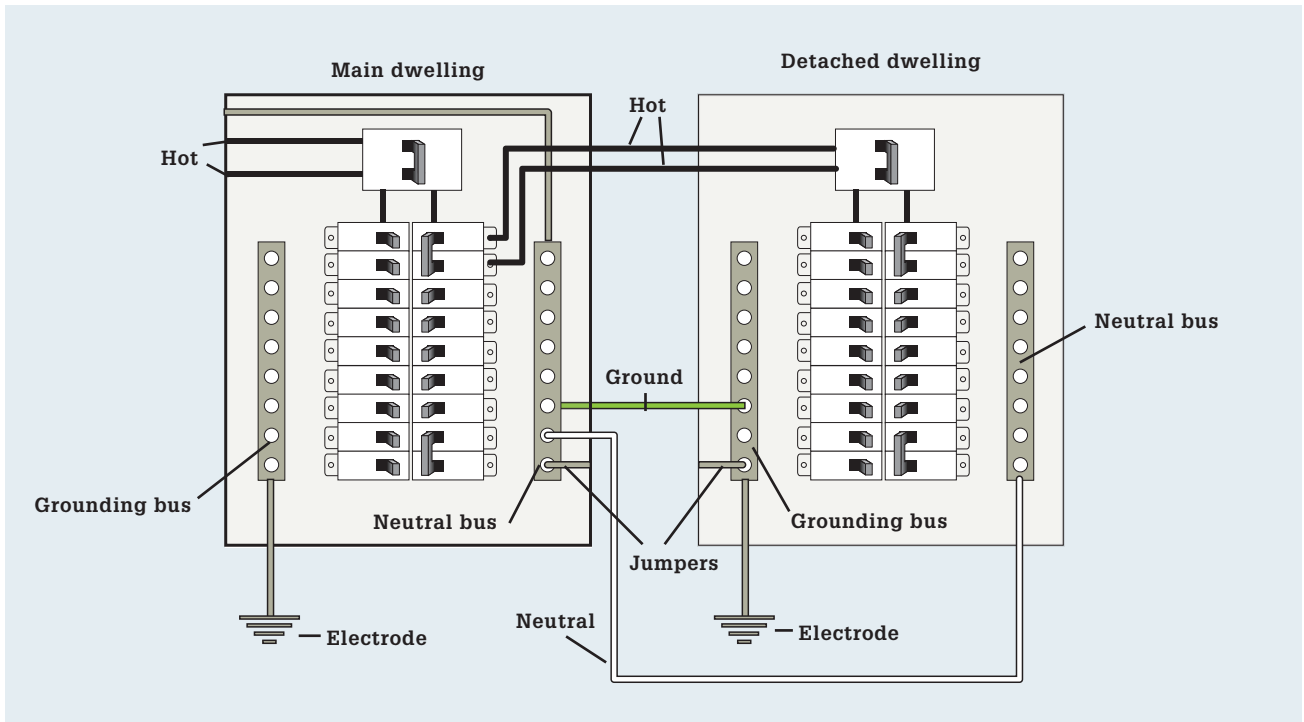 Main dwelling
Detached dwelling
Hot
Hot
Neutral bus
Ground
Grounding bus
Neutral bus
Grounding bus
Jumpers
Neutral
Electrode
Electrode